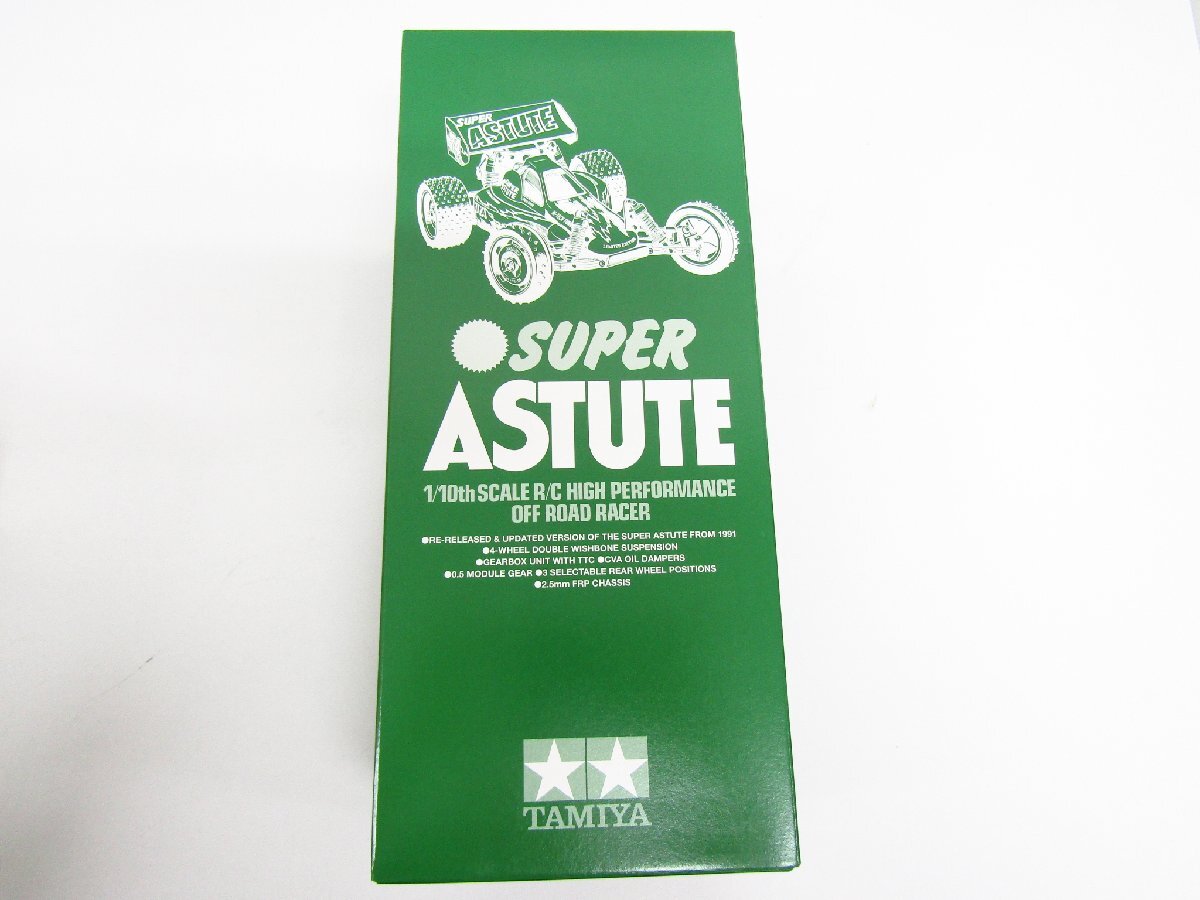 SUPER
ASTUTE
LIMITED EDITION
SUPER
ASTUTE
1/10th SCALE R/C HIGH PERFORMANCE
OFF ROAD RACER
●RE-RELEASED & UPDATED VERSION OF THE SUPER ASTUTE FROM 1991
●4-WHEEL DOUBLE WISHBONE SUSPENSION
●GEARBOX UNIT WITH TTC ●CVA OIL DAMPERS
●0.5 MODULE GEAR ●3 SELECTABLE REAR WHEEL POSITIONS
●2.5mm FRP CHASSIS
TAMIYA